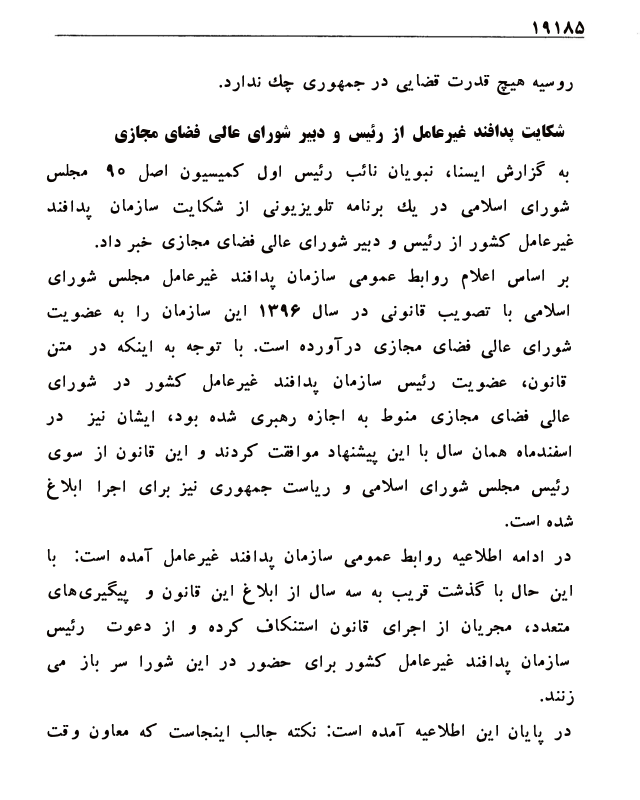 ۱۹۱۸۵
روسیه هیچ قدرت قضایی در جمهوری چك ندارد.
شکایت پدافند غیرعامل از رئیس و دبیر شورای عالی فضای مجازی
به گزارش ایسنا، نبویان نائب رئیس اول کمیسیون اصل ۹۰ مجلس
شورای اسلامی در یك برنامه تلویزیونی از شکایت سازمان پدافند
غیرعامل کشور از رئیس و دبیر شورای عالی فضای مجازی خبر داد.
بر اساس اعلام روابط عمومی سازمان پدافند غیرعامل مجلس شورای
اسلامی با تصویب قانونی در سال ۱۳۹۶ این سازمان را به عضویت
شورای عالی فضای مجازی درآورده است. با توجه به اینکه در متن
قانون، عضویت رئیس سازمان پدافند غیرعامل کشور در شورای
عالی فضای مجازی منوط به اجازه رهبری شده بود، ایشان نیز در
اسفندماه همان سال با این پیشنهاد موافقت کردند و این قانون از سوی
رئیس مجلس شورای اسلامی و ریاست جمهوری نیز برای اجرا ابلاغ
شده است.
در ادامه اطلاعیه روابط عمومی سازمان پدافند غیرعامل آمده است: با
این حال با گذشت قریب به سه سال از ابلاغ این قانون و پیگیری‌های
متعدد، مجریان از اجرای قانون استنکاف کرده و از دعوت رئیس
سازمان پدافند غیرعامل کشور برای حضور در این شورا سر باز می
زنند.
در پایان این اطلاعیه آمده است: نکته جالب اینجاست که معاون وقت